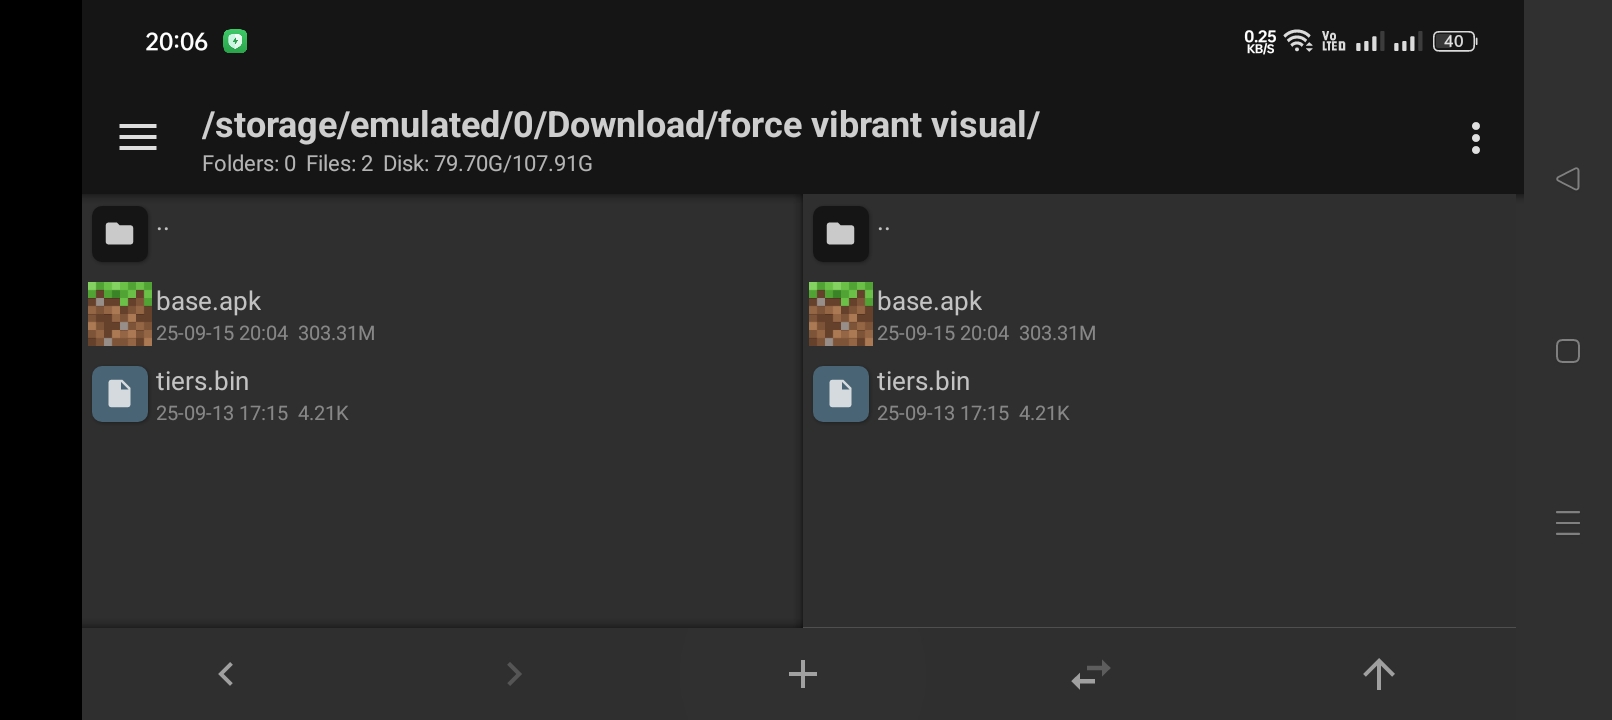 20:06
0.25 KB/S
Vo LTED
40
/storage/emulated/0/Download/force vibrant visual/
Folders: 0 Files: 2 Disk: 79.70G/107.91G
..
base.apk
25-09-15 20:04 303.31M
tiers.bin
25-09-13 17:15 4.21K
..
base.apk
25-09-15 20:04 303.31M
tiers.bin
25-09-13 17:15 4.21K